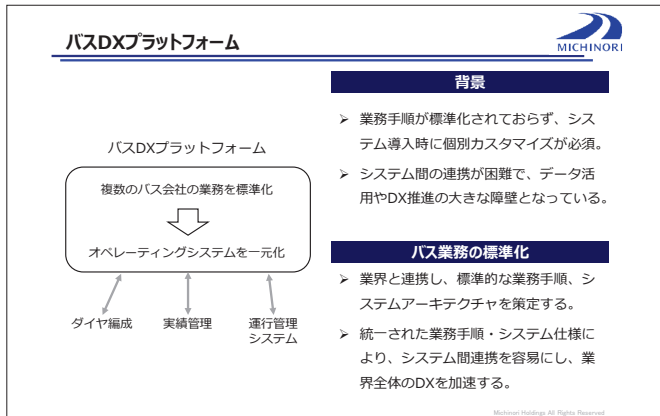 バスDXプラットフォーム
MICHINORI
バスDXプラットフォーム
複数のバス会社の業務を標準化
オペレーティングシステムを一元化
ダイヤ編成
実績管理
運行管理
システム
背景
➢ 業務手順が標準化されておらず、シス
テム導入時に個別カスタマイズが必須。
➢ システム間の連携が困難で、データ活
用やDX推進の大きな障壁となっている。
バス業務の標準化
➢ 業界と連携し、標準的な業務手順、シ
ステムアーキテクチャを策定する。
➢ 統一された業務手順・システム仕様に
より、システム間連携を容易にし、業
界全体のDXを加速する。
Michinori Holdings All Rights Reserved